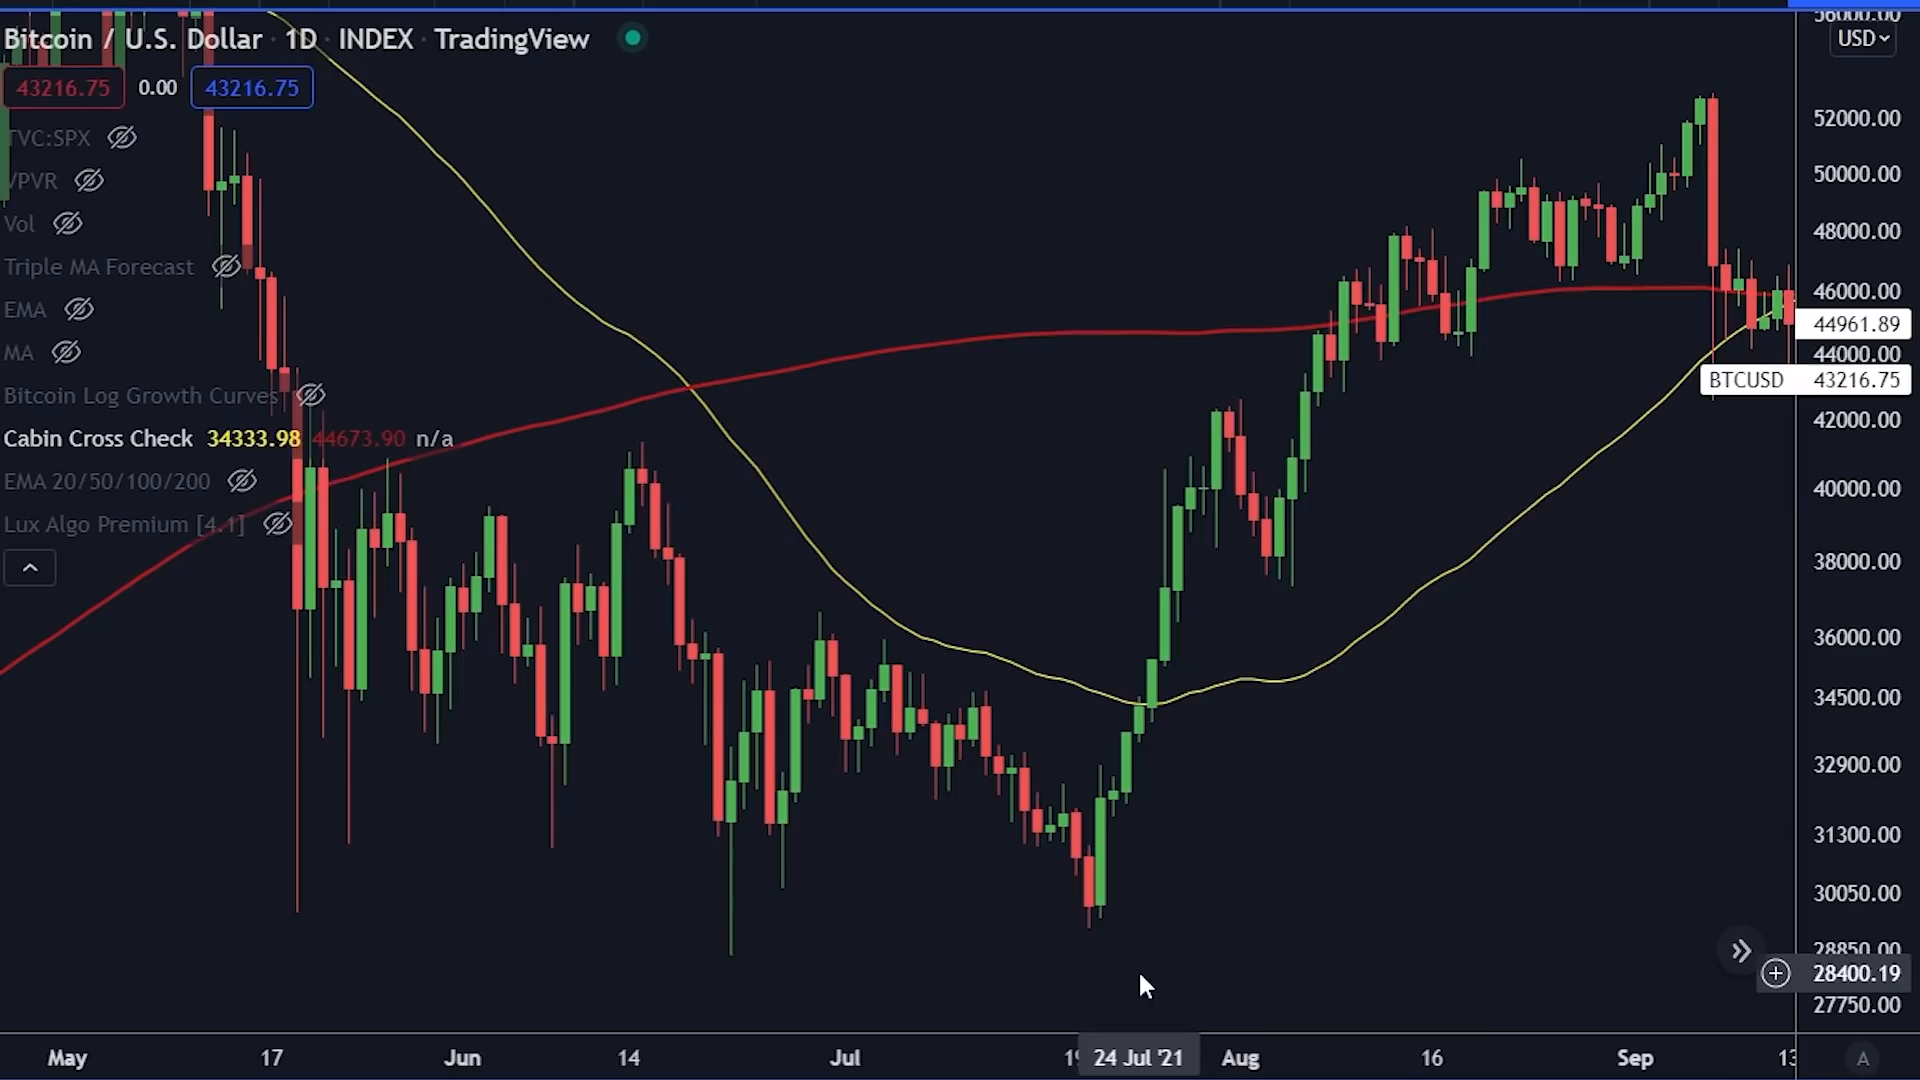 Bitcoin / U.S. Dollar · 1D · INDEX · TradingView
43216.75 0.00 43216.75
TVC:SPX
VPVR
Vol
Triple MA Forecast
EMA
MA
Bitcoin Log Growth Curves
Cabin Cross Check 34333.98 44673.90 n/a
EMA 20/50/100/200
Lux Algo Premium [4.1]
56000.00
USD
52000.00
50000.00
48000.00
46000.00
44961.89
44000.00
BTCUSD 43216.75
42000.00
40000.00
38000.00
36000.00
34500.00
32900.00
31300.00
30050.00
28850.00
28400.19
27750.00
May 17 Jun 14 Jul 24 Jul '21 Aug 16 Sep 13 A